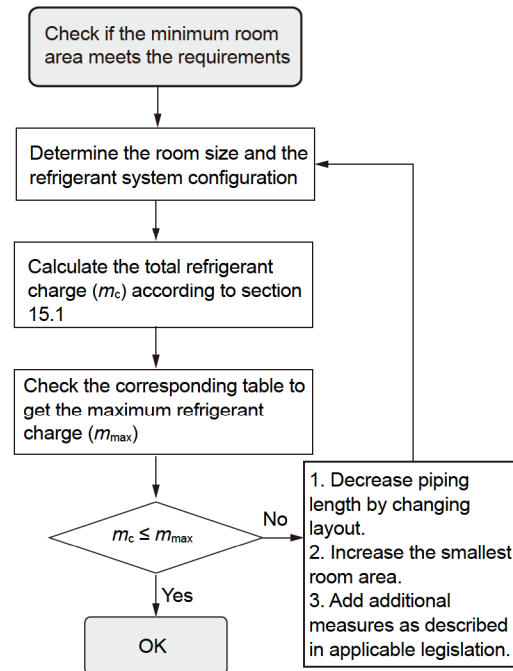 Check if the minimum room
area meets the requirements
Determine the room size and the
refrigerant system configuration
Calculate the total refrigerant
charge (mc) according to section
15.1
Check the corresponding table to
get the maximum refrigerant
charge (mmax)
mc ≤ mmax
No
1. Decrease piping
length by changing
layout.
2. Increase the smallest
room area.
3. Add additional
measures as described
in applicable legislation.
Yes
OK